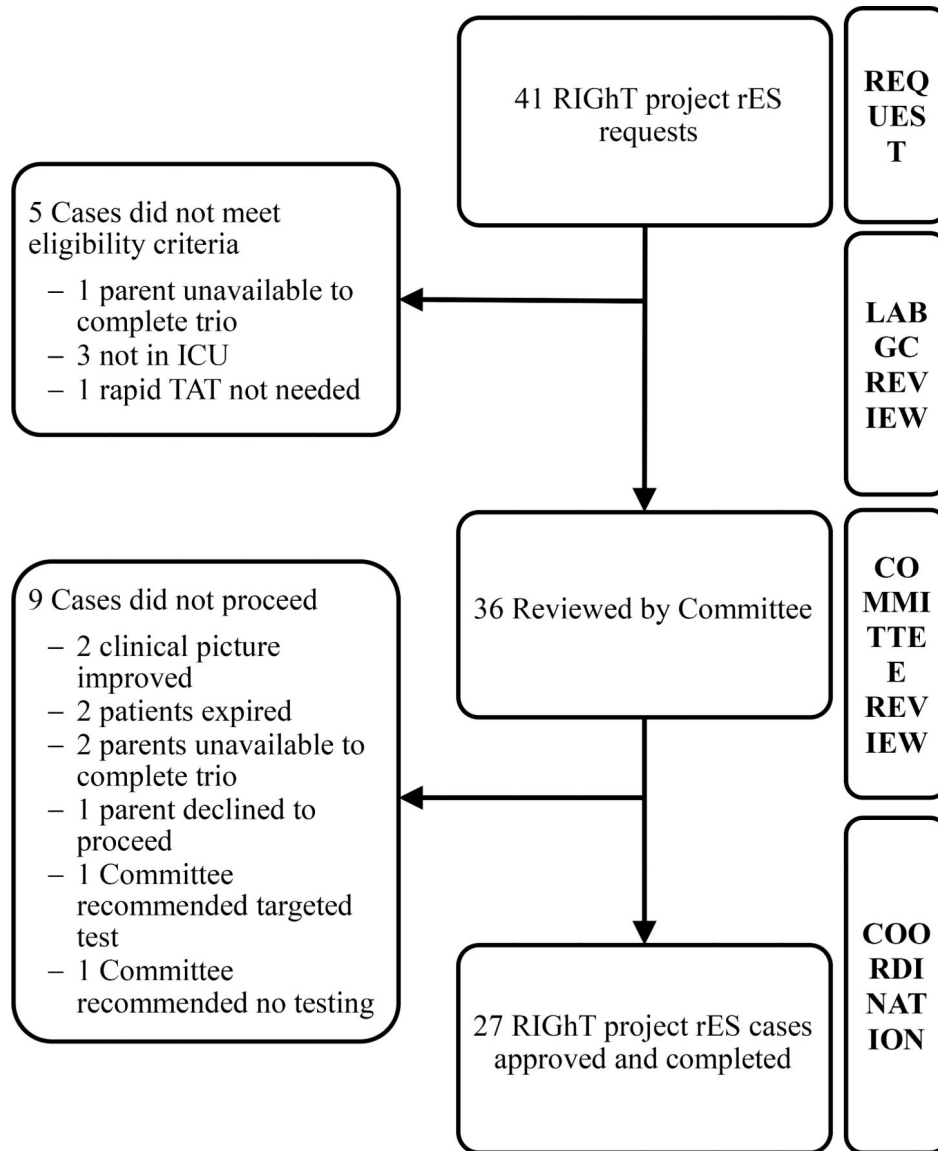 41 RIGhT project rES
requests
REQ
UES
T
5 Cases did not meet
eligibility criteria
– 1 parent unavailable to
complete trio
– 3 not in ICU
– 1 rapid TAT not needed
LAB
GC
REV
IEW
36 Reviewed by Committee
CO
MMI
TTE
E
REV
IEW
9 Cases did not proceed
– 2 clinical picture
improved
– 2 patients expired
– 2 parents unavailable to
complete trio
– 1 parent declined to
proceed
– 1 Committee
recommended targeted
test
– 1 Committee
recommended no testing
27 RIGhT project rES cases
approved and completed
COO
RDI
NAT
ION